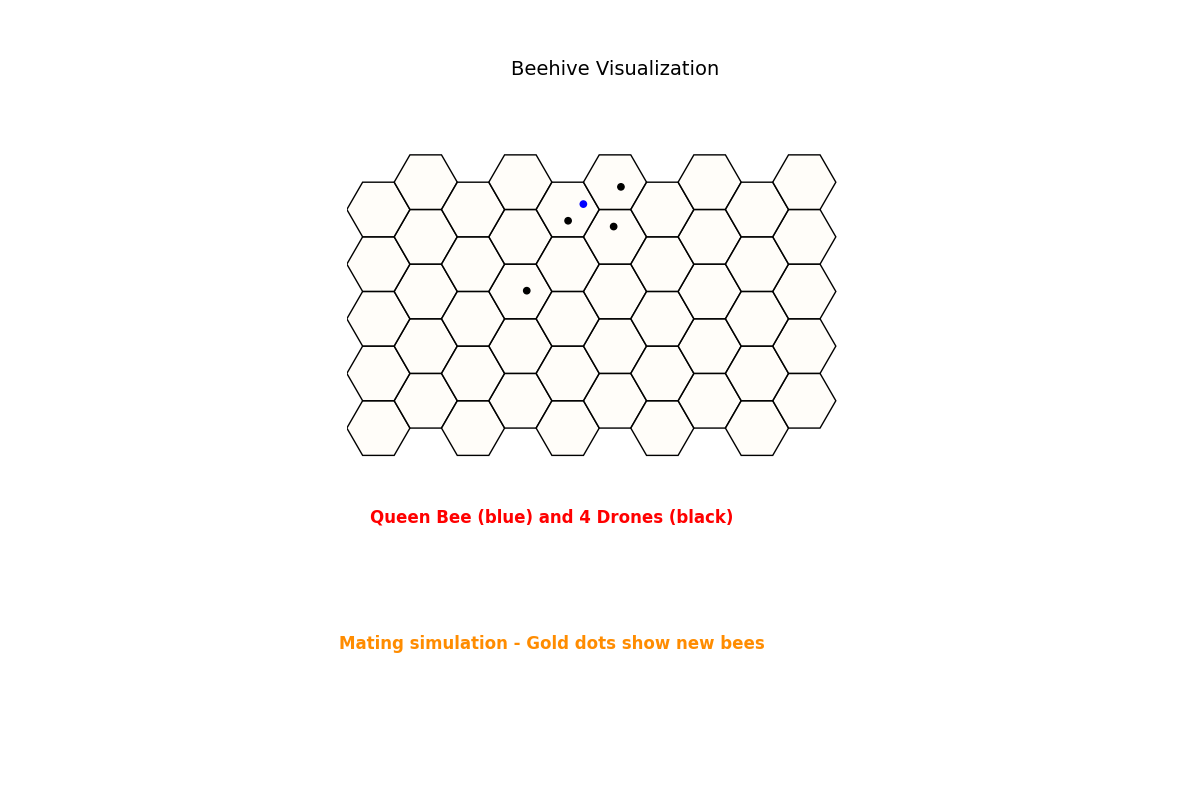 Beehive Visualization
Queen Bee (blue) and 4 Drones (black)
Mating simulation - Gold dots show new bees